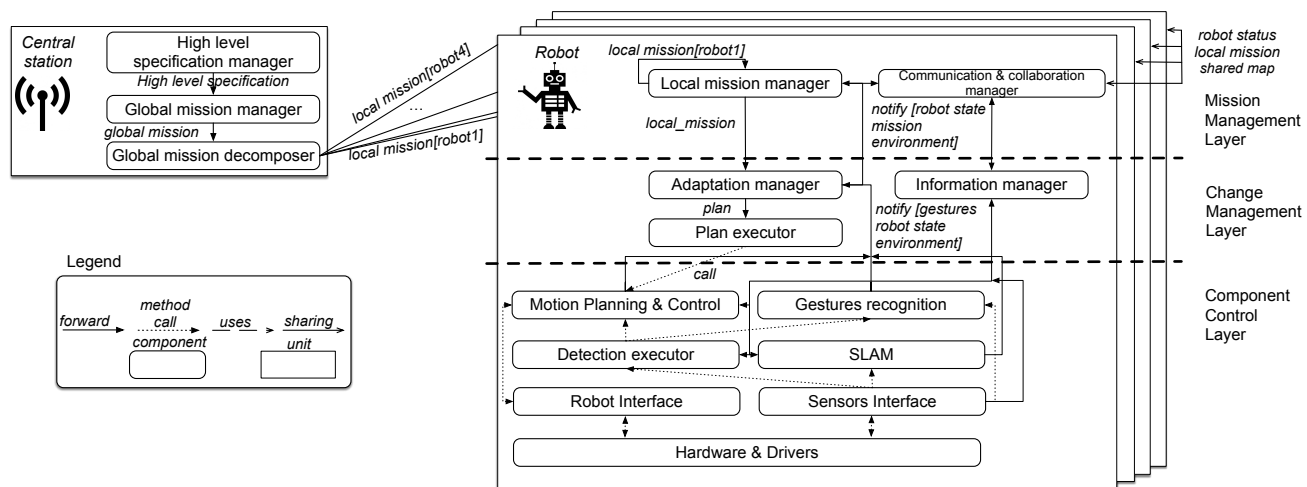 Central
station
High level
specification manager
High level specification
Global mission manager
global mission
Global mission decomposer
local mission[robot4]
...
local mission[robot1]
Robot
local mission[robot1]
Local mission manager
Communication & collaboration
manager
robot status
local mission
shared map
local_mission
notify [robot state
mission
environment]
Mission
Management
Layer
Adaptation manager
Information manager
plan
Plan executor
notify [gestures
robot state
environment]
Change
Management
Layer
call
Motion Planning & Control
Gestures recognition
Detection executor
SLAM
Robot Interface
Sensors Interface
Hardware & Drivers
Component
Control
Layer
Legend
forward
method
call
uses
sharing
component
unit